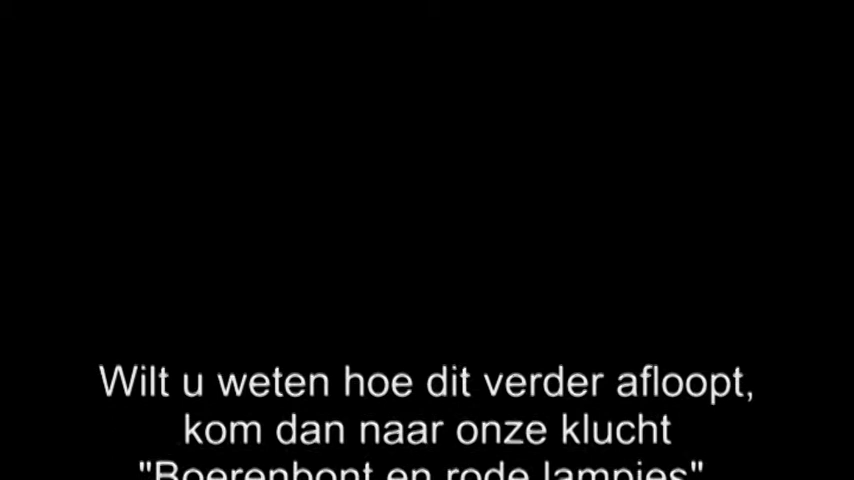 Wilt u weten hoe dit verder afloopt,
kom dan naar onze klucht
"Boerenbont en rode lampjes"